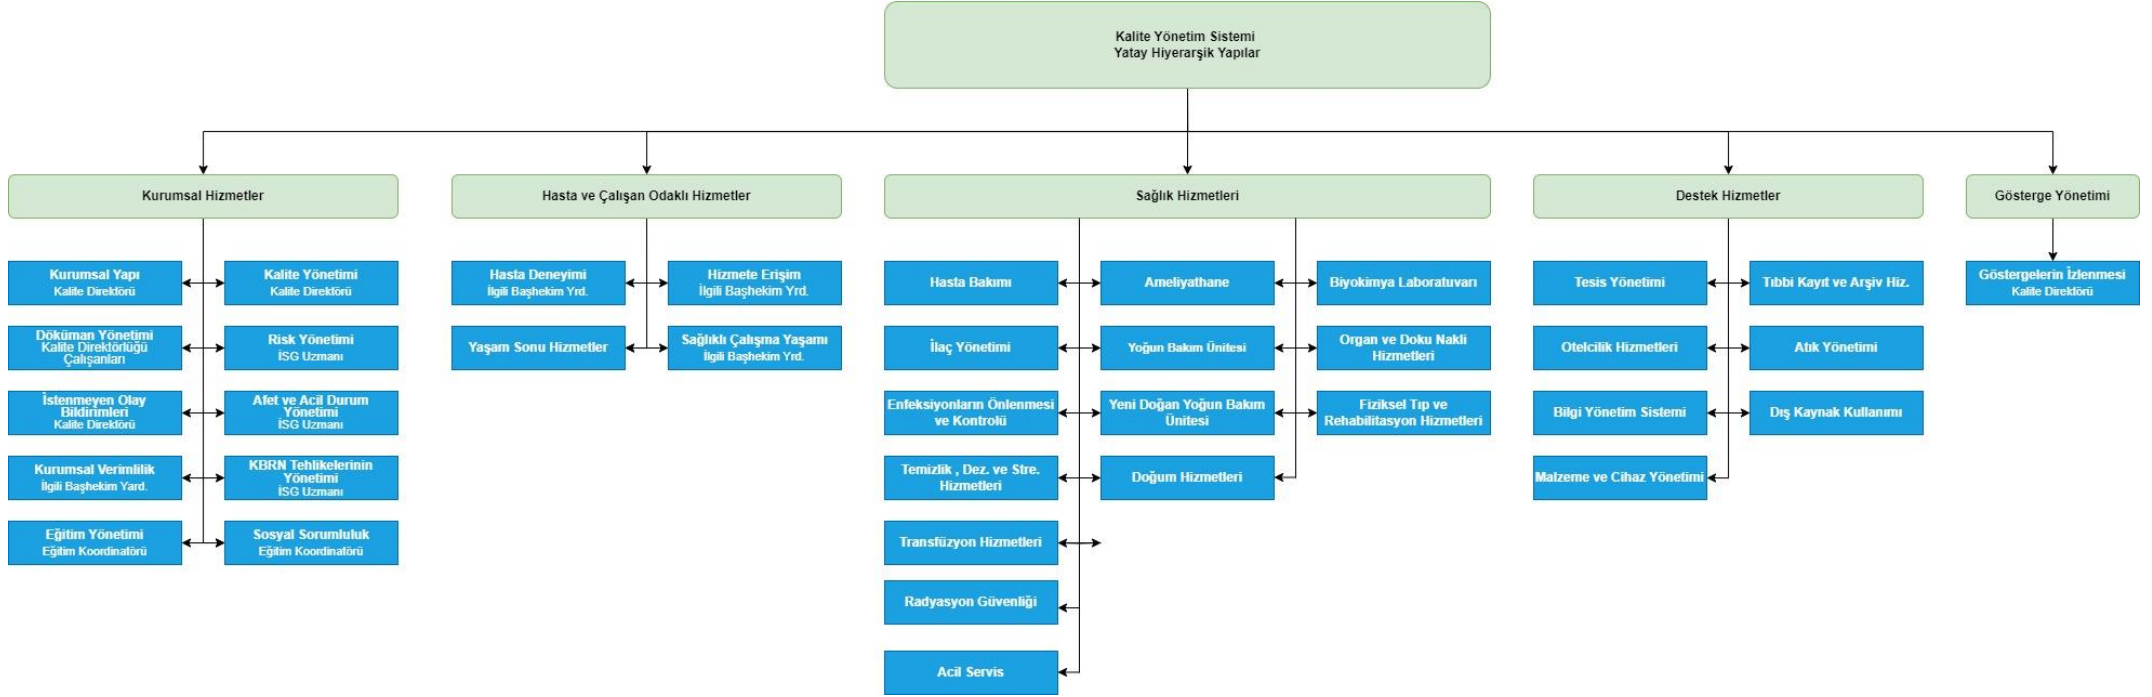 Kalite Yönetim Sistemi
Yatay Hiyerarşik Yapılar
Kurumsal Hizmetler
Hasta ve Çalışan Odaklı Hizmetler
Sağlık Hizmetleri
Destek Hizmetler
Gösterge Yönetimi
Kurumsal Yapı
Kalite Direktörü
Kalite Yönetimi
Kalite Direktörü
Döküman Yönetimi
Kalite Direktörlüğü
Çalışanları
Risk Yönetimi
İSG Uzmanı
İstenmeyen Olay
Bildirimleri
Kalite Direktörü
Afet ve Acil Durum
Yönetimi
İSG Uzmanı
Kurumsal Verimlilik
İlgili Başhekim Yard.
KBRN Tehlikelerinin
Yönetimi
İSG Uzmanı
Eğitim Yönetimi
Eğitim Koordinatörü
Sosyal Sorumluluk
Eğitim Koordinatörü
Hasta Deneyimi
İlgili Başhekim Yrd.
Hizmete Erişim
İlgili Başhekim Yrd.
Yaşam Sonu Hizmetler
Sağlıklı Çalışma Yaşamı
İlgili Başhekim Yrd.
Hasta Bakımı
Ameliyathane
Biyokimya Laboratuvarı
İlaç Yönetimi
Yoğun Bakım Ünitesi
Organ ve Doku Nakli
Hizmetleri
Enfeksiyonların Önlenmesi
ve Kontrolü
Yeni Doğan Yoğun Bakım
Ünitesi
Fiziksel Tıp ve
Rehabilitasyon Hizmetleri
Temizlik , Dez. ve Stre.
Hizmetleri
Doğum Hizmetleri
Transfüzyon Hizmetleri
Radyasyon Güvenliği
Acil Servis
Tesis Yönetimi
Tıbbi Kayıt ve Arşiv Hiz.
Otelcilik Hizmetleri
Atık Yönetimi
Bilgi Yönetim Sistemi
Dış Kaynak Kullanımı
Malzeme ve Cihaz Yönetimi
Göstergelerin İzlenmesi
Kalite Direktörü